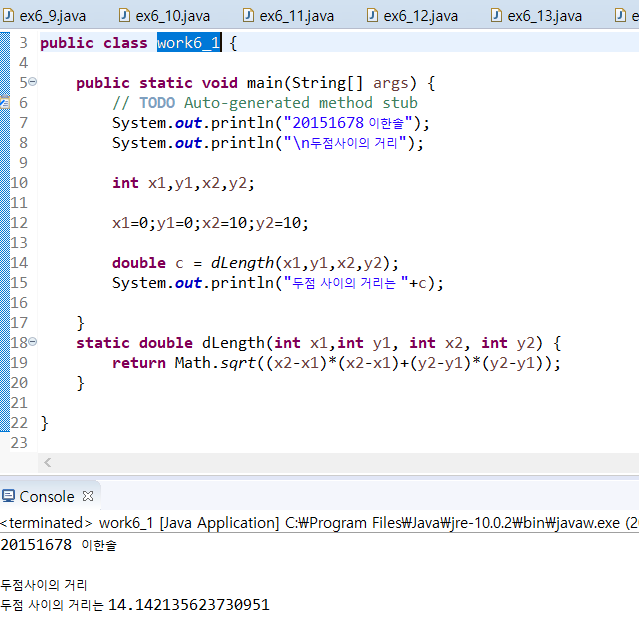 ex6_9.java ex6_10.java ex6_11.java ex6_12.java ex6_13.java e
3 public class work6_1 {
4
5 public static void main(String[] args) {
6 // TODO Auto-generated method stub
7 System.out.println("20151678 이한솔");
8 System.out.println("\n두점사이의 거리");
9
10 int x1,y1,x2,y2;
11
12 x1=0;y1=0;x2=10;y2=10;
13
14 double c = dLength(x1,y1,x2,y2);
15 System.out.println("두점 사이의 거리는 "+c);
16
17 }
18 static double dLength(int x1,int y1, int x2, int y2) {
19 return Math.sqrt((x2-x1)*(x2-x1)+(y2-y1)*(y2-y1));
20 }
21
22 }
23
Console
<terminated> work6_1 [Java Application] C:₩Program Files₩Java₩jre-10.0.2₩bin₩javaw.exe (2
20151678 이한솔
두점사이의 거리
두점 사이의 거리는 14.142135623730951